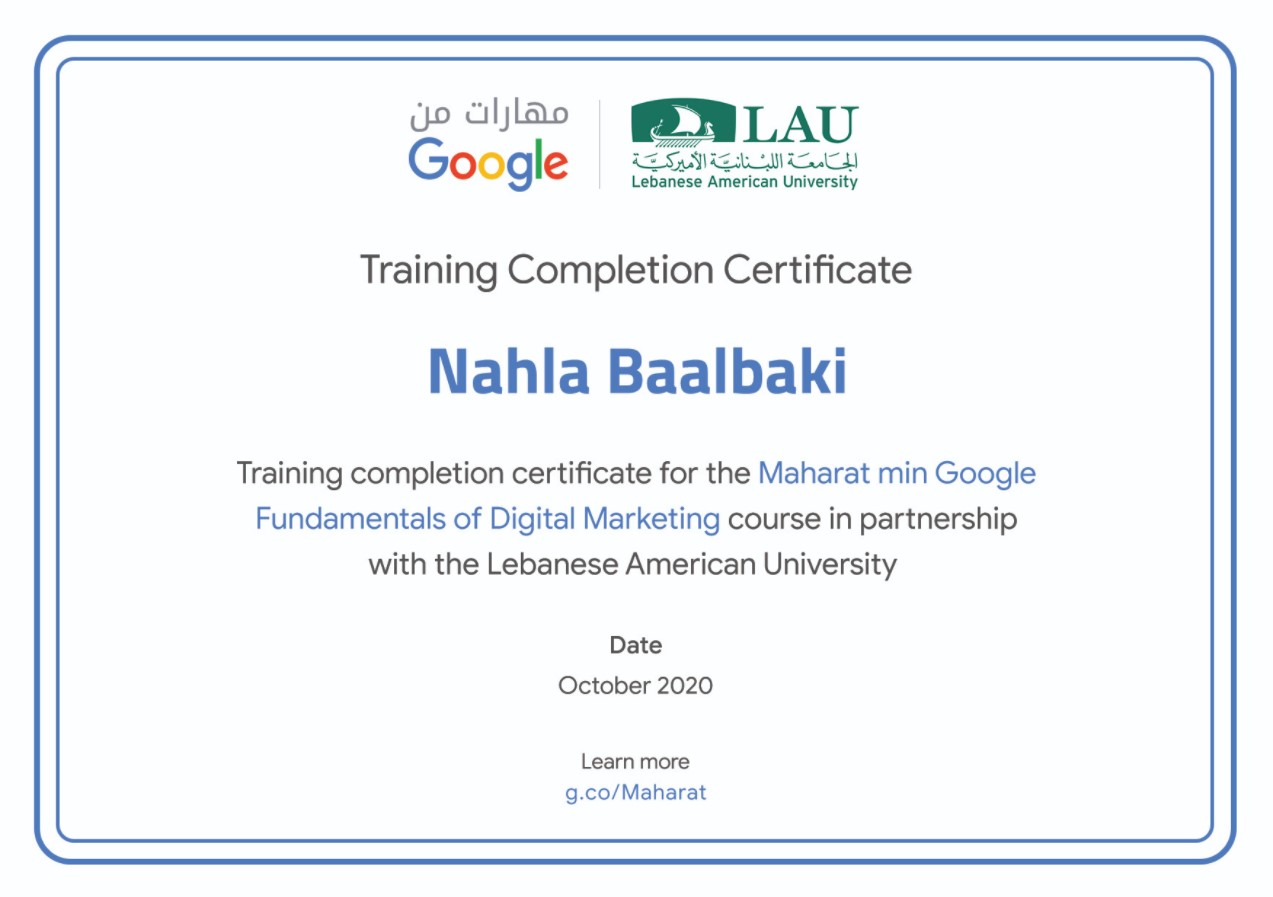 مهارات من
Google
LAU
الجامعة اللبنانية الأميركية
Lebanese American University
Training Completion Certificate
Nahla Baalbaki
Training completion certificate for the Maharat min Google
Fundamentals of Digital Marketing course in partnership
with the Lebanese American University
Date
October 2020
Learn more
g.co/Maharat